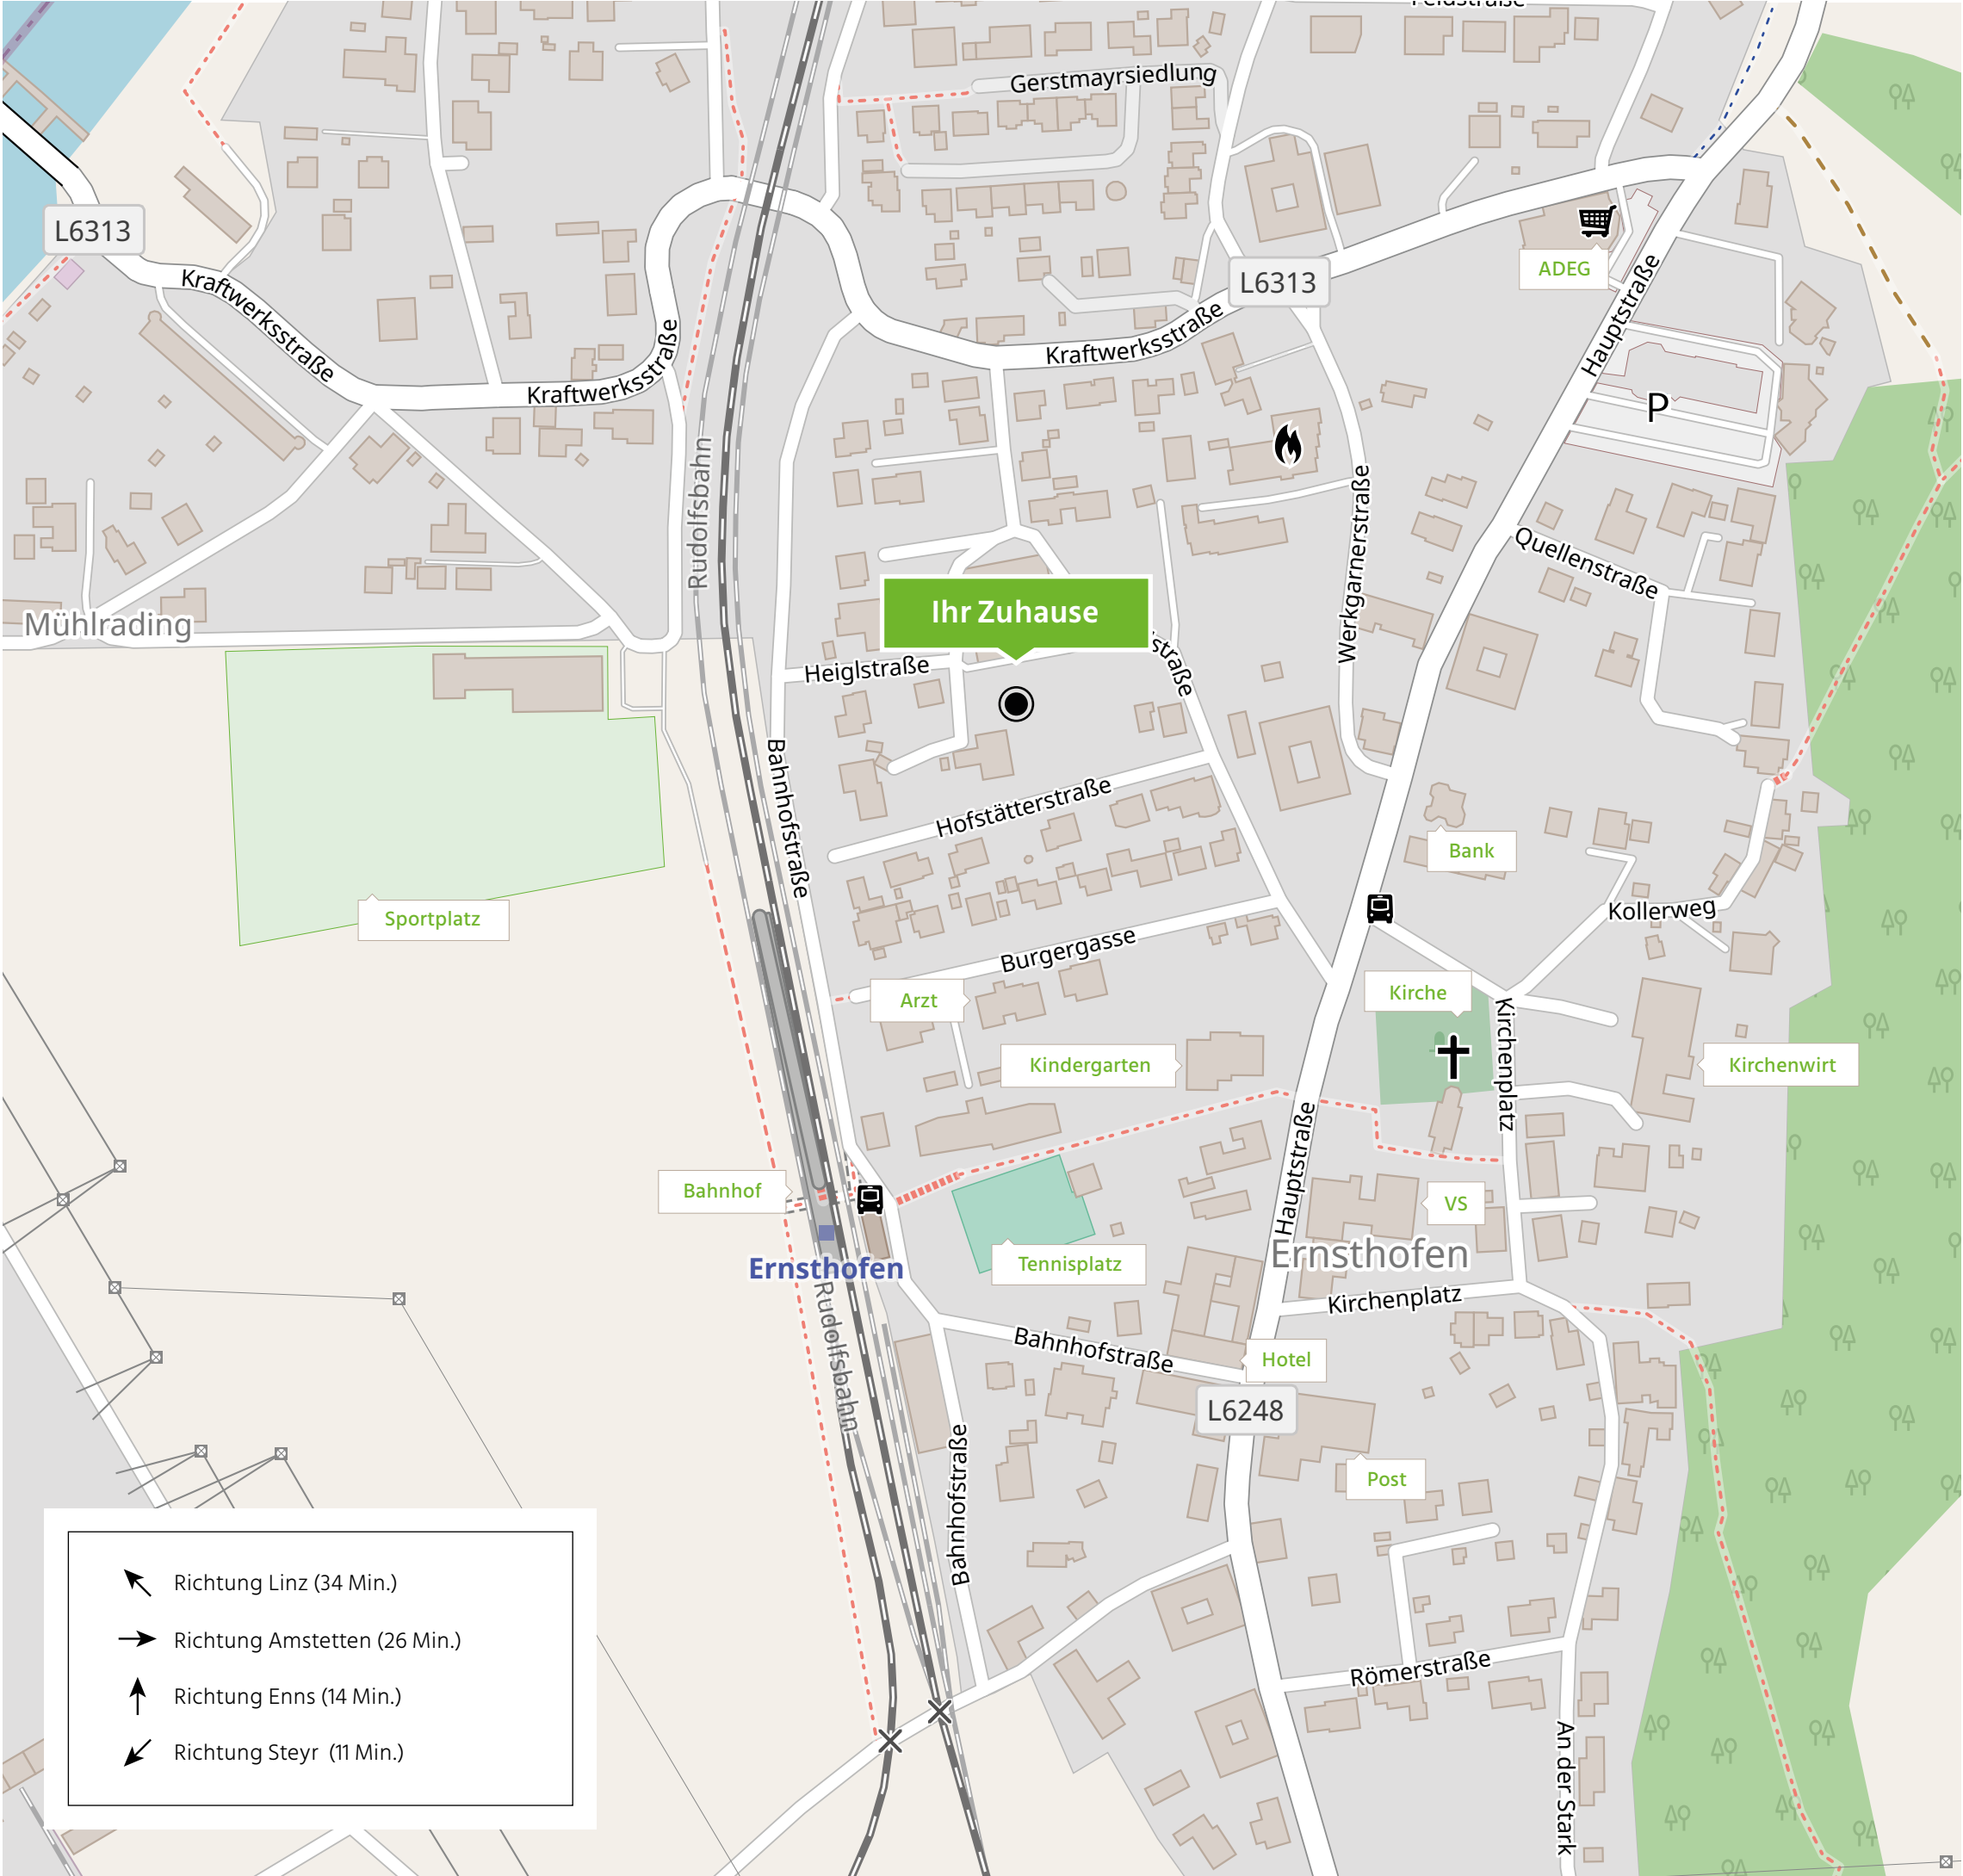 Feldstraße
Gerstmayrsiedlung
L6313
ADEG
L6313
Kraftwerksstraße
Kraftwerksstraße
Kraftwerksstraße
Hauptstraße
P
Rudolfsbahn
Werkgarnerstraße
Quellenstraße
Ihr Zuhause
Mühlrading
Heiglstraße
straße
Bahnhofstraße
Hofstätterstraße
Bank
Sportplatz
Kollerweg
Burgergasse
Arzt
Kirche
Kirchenplatz
Kindergarten
Kirchenwirt
Hauptstraße
Bahnhof
VS
Ernsthofen
Tennisplatz
Ernsthofen
Rudolfsbahn
Kirchenplatz
Bahnhofstraße
Hotel
L6248
Post
Bahnhofstraße
Römerstraße
An der Stark
Richtung Linz (34 Min.)
Richtung Amstetten (26 Min.)
Richtung Enns (14 Min.)
Richtung Steyr (11 Min.)